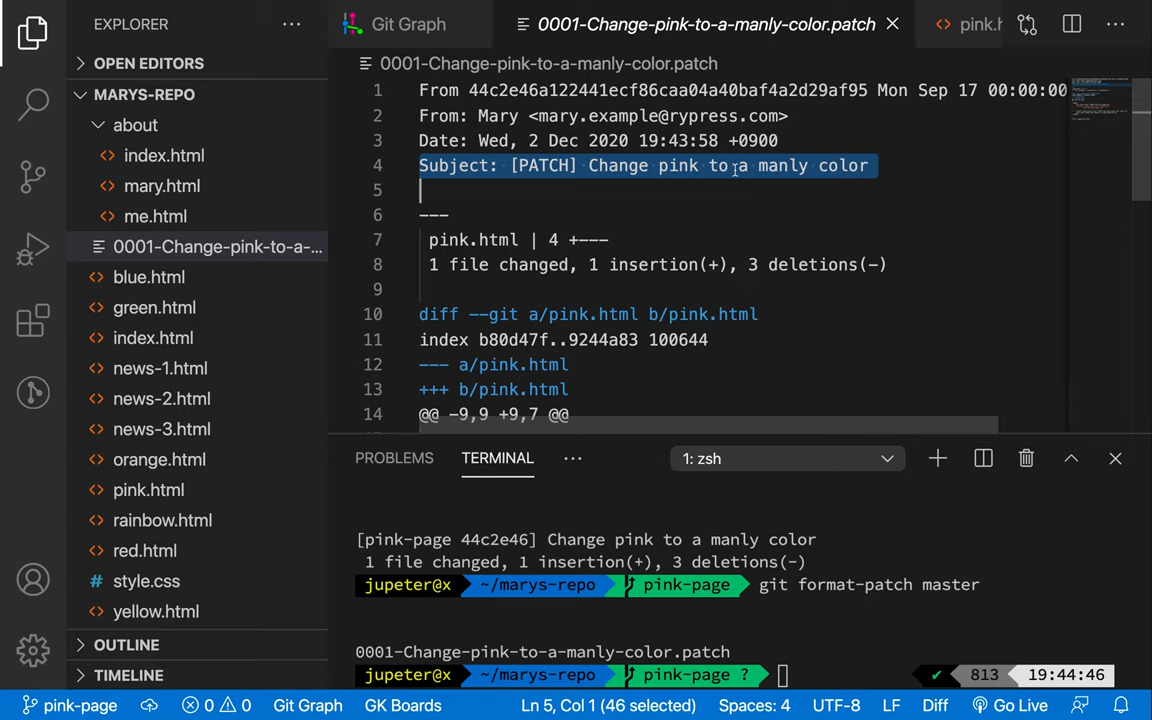 EXPLORER
OPEN EDITORS
MARYS-REPO
about
index.html
mary.html
me.html
0001-Change-pink-to-a-...
blue.html
green.html
index.html
news-1.html
news-2.html
news-3.html
orange.html
pink.html
rainbow.html
red.html
style.css
yellow.html
OUTLINE
TIMELINE
Git Graph
0001-Change-pink-to-a-manly-color.patch
pink.h
0001-Change-pink-to-a-manly-color.patch
1 From 44c2e46a122441ecf86caa04a40baf4a2d29af95 Mon Sep 17 00:00:00
2 From: Mary <mary.example@rypress.com>
3 Date: Wed, 2 Dec 2020 19:43:58 +0900
4 Subject: [PATCH] Change pink to a manly color
5
6 ---
7 pink.html | 4 +---
8 1 file changed, 1 insertion(+), 3 deletions(-)
9
10 diff --git a/pink.html b/pink.html
11 index b80d47f..9244a83 100644
12 --- a/pink.html
13 +++ b/pink.html
14 @@ -9,9 +9,7 @@
PROBLEMS TERMINAL 1: zsh
[pink-page 44c2e46] Change pink to a manly color
1 file changed, 1 insertion(+), 3 deletions(-)
jupeter@x ~/marys-repo pink-page git format-patch master
0001-Change-pink-to-a-manly-color.patch
jupeter@x ~/marys-repo pink-page ? ✔ 813 19:44:46
pink-page 0 0 Git Graph GK Boards Ln 5, Col 1 (46 selected) Spaces: 4 UTF-8 LF Diff Go Live